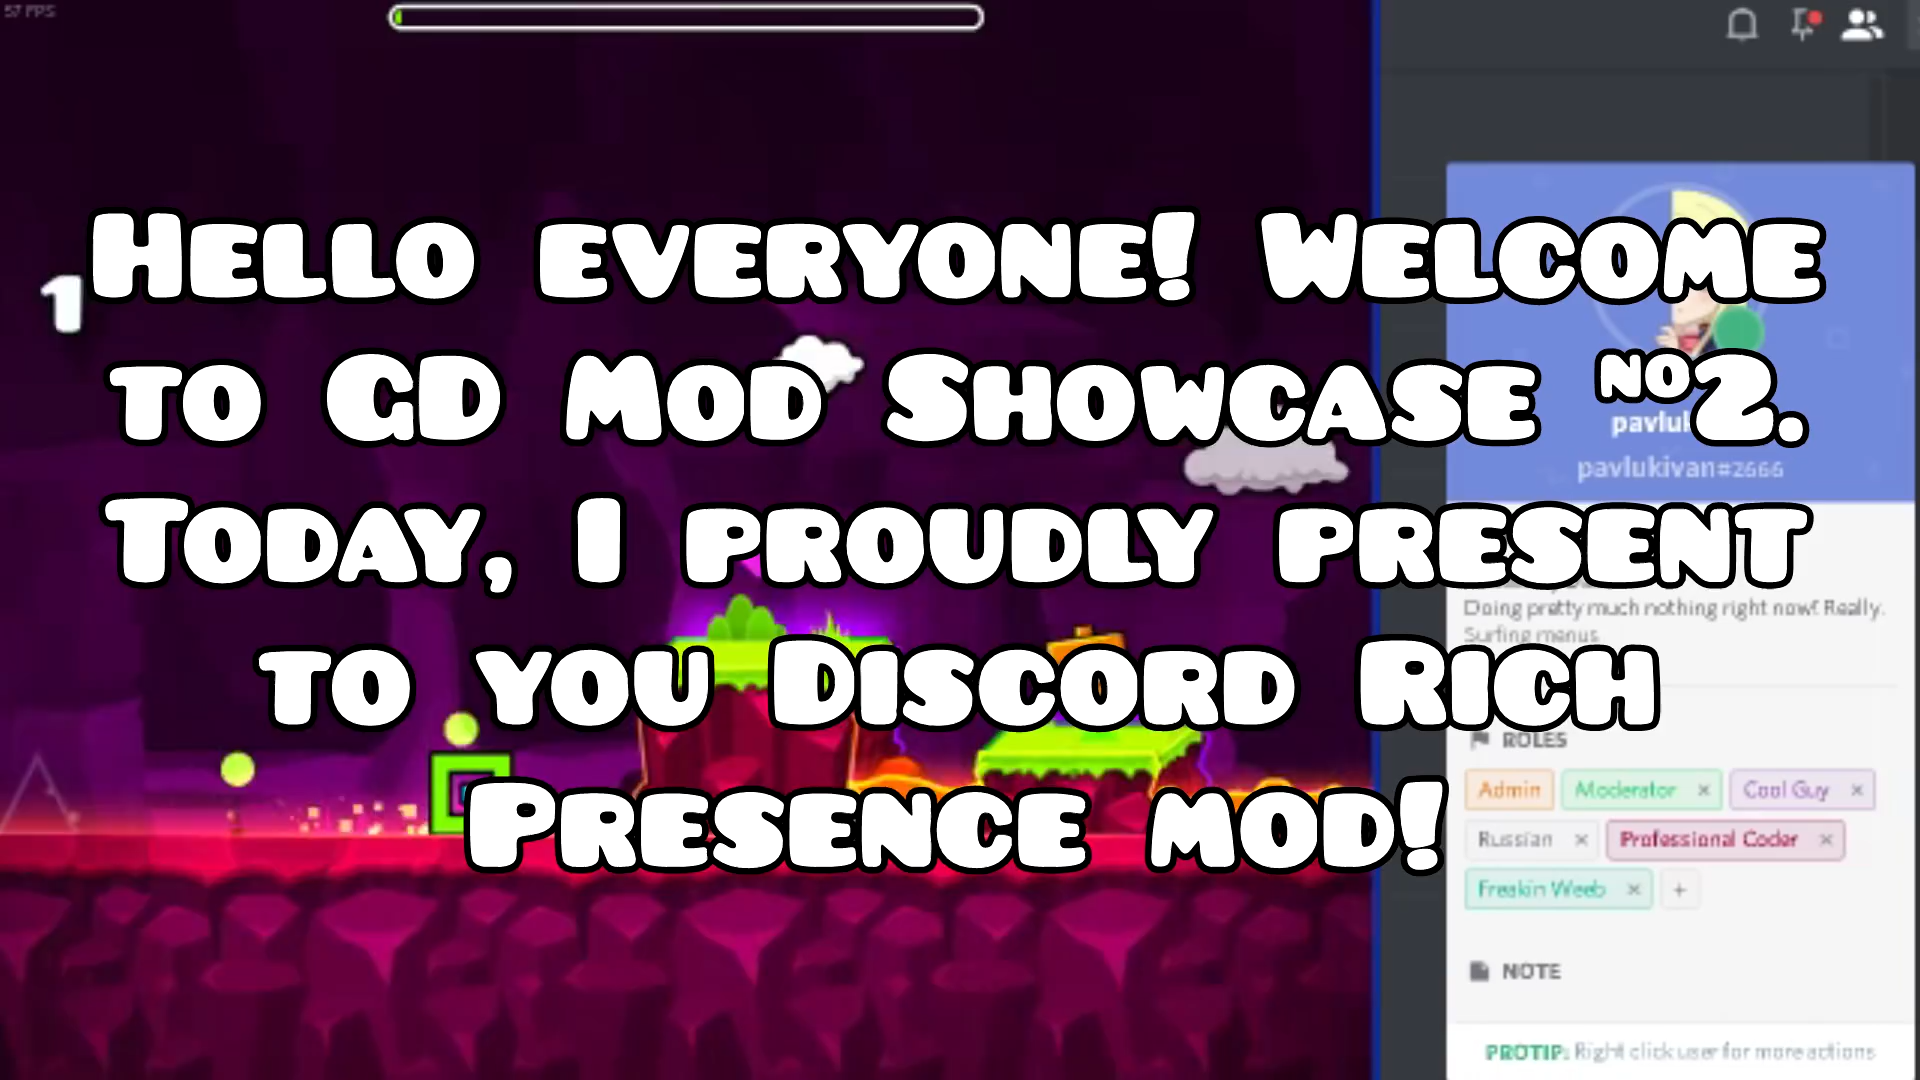 57 FPS
1
Hello everyone! Welcome
to GD Mod Showcase №2.
Today, I proudly present
to you Discord Rich
Presence mod!
pavlukivan#2666
Doing pretty much nothing right now! Really.
Surfing menus
ROLES
Admin
Moderator ×
Cool Guy ×
Russian ×
Professional Coder ×
Freakin Weeb ×
+
NOTE
PROTIP: Right click user for more actions